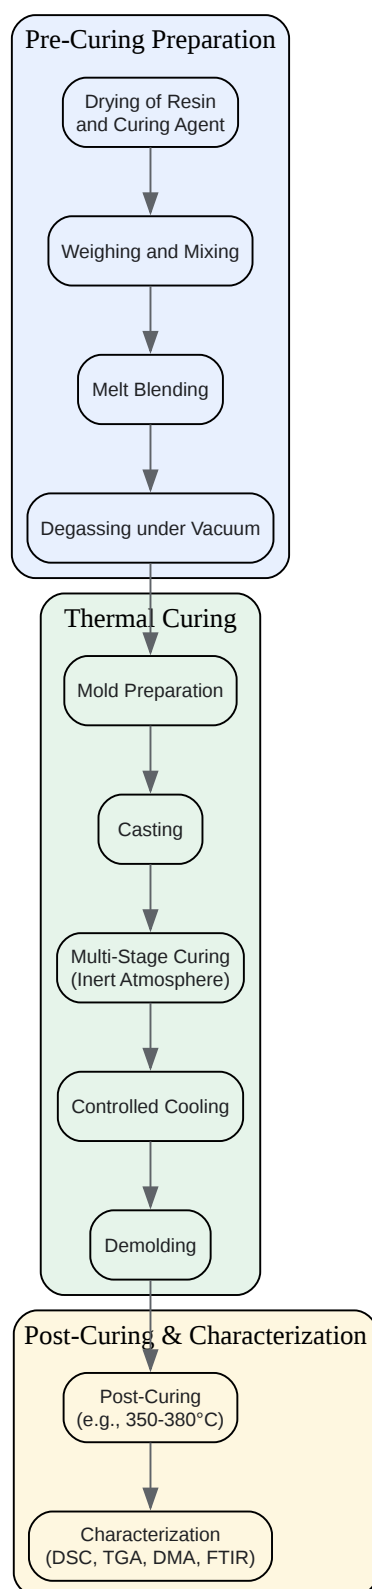 Pre-Curing Preparation
Drying of Resin
and Curing Agent
Weighing and Mixing
Melt Blending
Degassing under Vacuum
Thermal Curing
Mold Preparation
Casting
Multi-Stage Curing
(Inert Atmosphere)
Controlled Cooling
Demolding
Post-Curing & Characterization
Post-Curing
(e.g., 350-380°C)
Characterization
(DSC, TGA, DMA, FTIR)